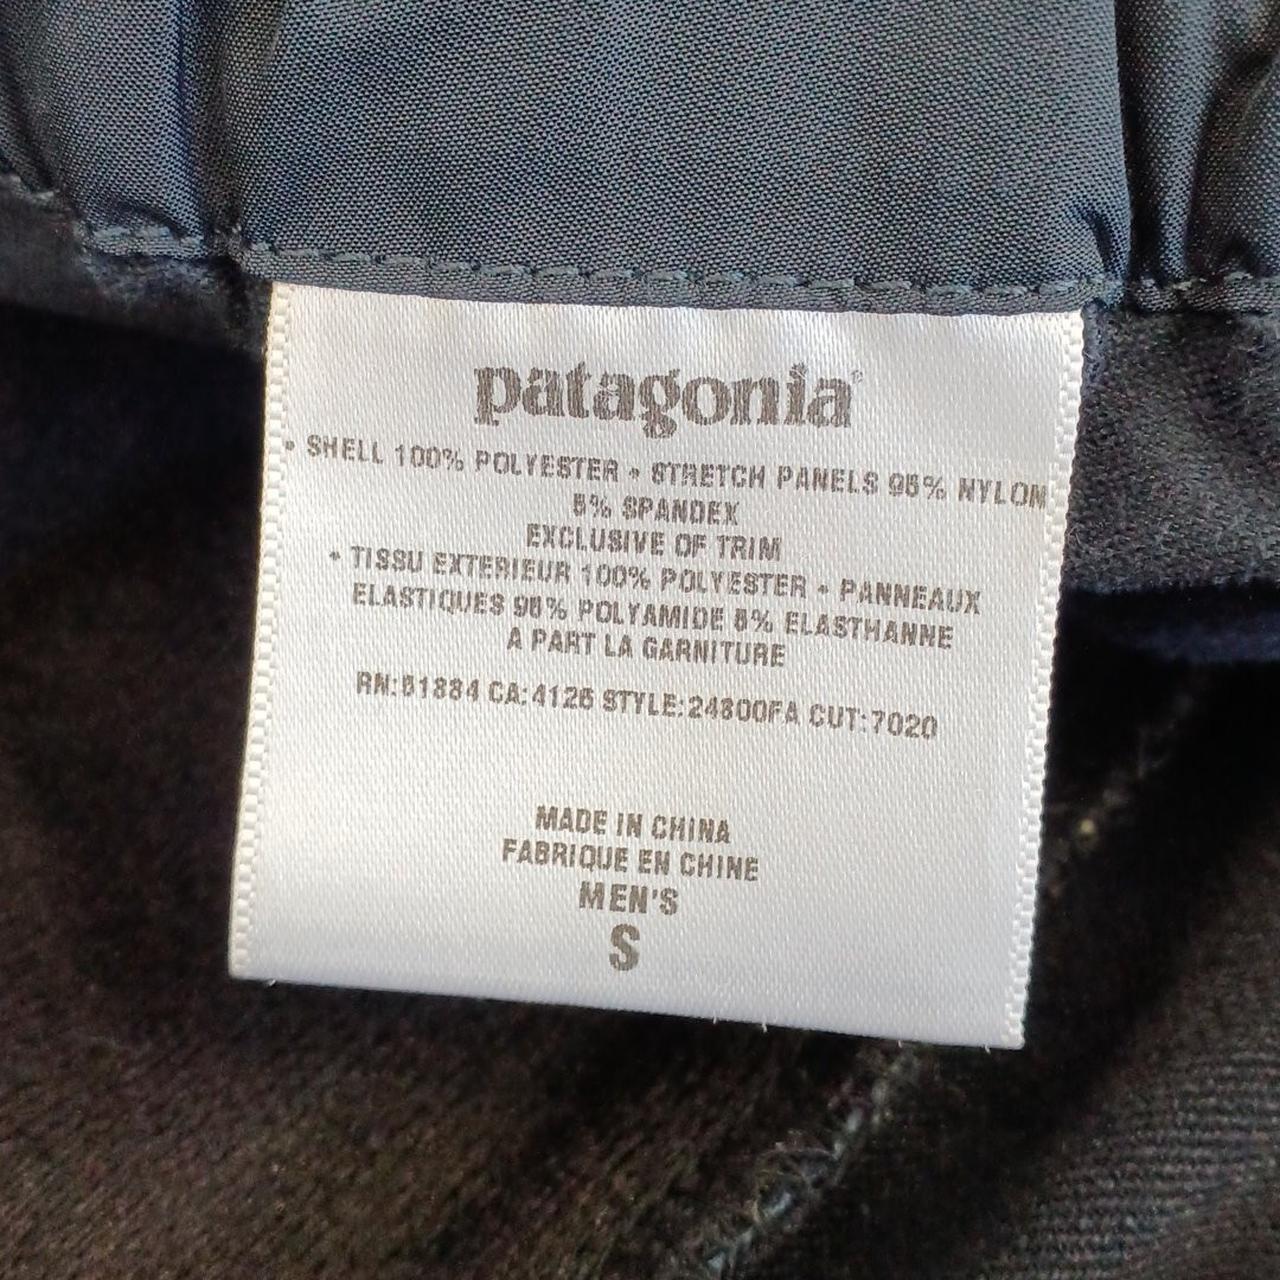 patagonia®
• SHELL 100% POLYESTER • STRETCH PANELS 95% NYLON
5% SPANDEX
EXCLUSIVE OF TRIM
• TISSU EXTERIEUR 100% POLYESTER • PANNEAUX
ELASTIQUES 95% POLYAMIDE 5% ELASTHANNE
A PART LA GARNITURE
RN:51884 CA:4125 STYLE:24800FA CUT:7020
MADE IN CHINA
FABRIQUE EN CHINE
MEN'S
S